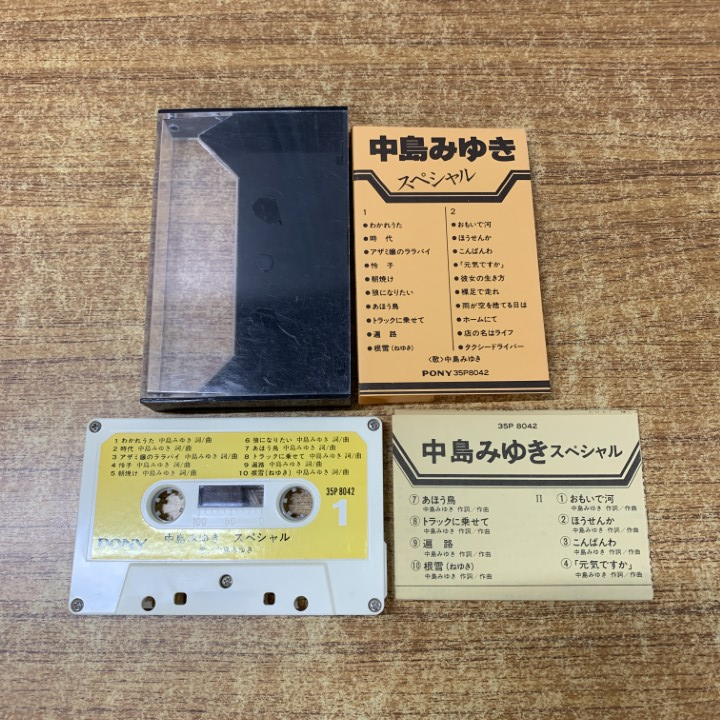 中島みゆき
スペシャル
1
●わかれうた
●時代
●アザミ嬢のララバイ
●怜子
●朝焼け
●狼になりたい
●あほう鳥
●トラックに乗せて
●遍路
●根雪(ねゆき)
2
●おもいで河
●ほうせんか
●こんばんわ
●「元気ですか」
●彼女の生き方
●裸足で走れ
●雨が空を捨てる日は
●ホームにて
●店の名はライフ
●タクシードライバー
〈歌〉中島みゆき
PONY 35P8042
1 わかれうた 中島みゆき 詞/曲
2 時代 中島みゆき 詞/曲
3 アザミ嬢のララバイ 中島みゆき 詞/曲
4 怜子 中島みゆき 詞/曲
5 朝焼け 中島みゆき 詞/曲
6 狼になりたい 中島みゆき 詞/曲
7 あほう鳥 中島みゆき 詞/曲
8 トラックに乗せて 中島みゆき 詞/曲
9 遍路 中島みゆき 詞/曲
10 根雪(ねゆき) 中島みゆき 詞/曲
35P 8042
1
100 50
PONY
中島みゆき スペシャル
歌 中島みゆき
35P 8042
中島みゆきスペシャル
⑦ あほう鳥
中島みゆき 作詞/作曲
⑧ トラックに乗せて
中島みゆき 作詞/作曲
⑨ 遍路
中島みゆき 作詞/作曲
⑩ 根雪(ねゆき)
中島みゆき 作詞/作曲
II
① おもいで河
中島みゆき 作詞/作曲
② ほうせんか
中島みゆき 作詞/作曲
③ こんばんわ
中島みゆき 作詞/作曲
④ 「元気ですか」
中島みゆき 作詞/作曲